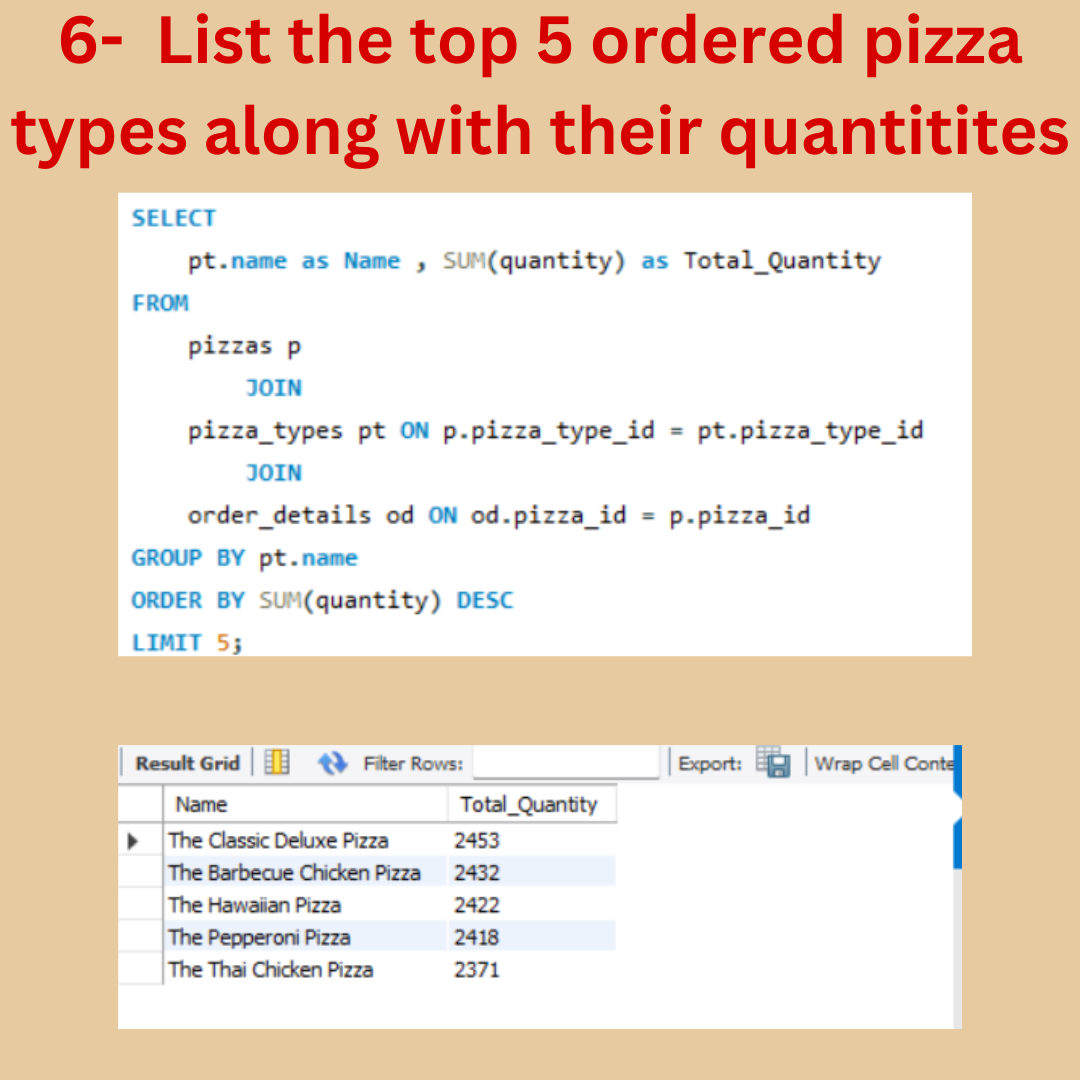 6- List the top 5 ordered pizza
types along with their quantitites
SELECT
pt.name as Name , SUM(quantity) as Total_Quantity
FROM
pizzas p
JOIN
pizza_types pt ON p.pizza_type_id = pt.pizza_type_id
JOIN
order_details od ON od.pizza_id = p.pizza_id
GROUP BY pt.name
ORDER BY SUM(quantity) DESC
LIMIT 5;
Result Grid Filter Rows: Export: Wrap Cell Conte
Name Total_Quantity
The Classic Deluxe Pizza 2453
The Barbecue Chicken Pizza 2432
The Hawaiian Pizza 2422
The Pepperoni Pizza 2418
The Thai Chicken Pizza 2371